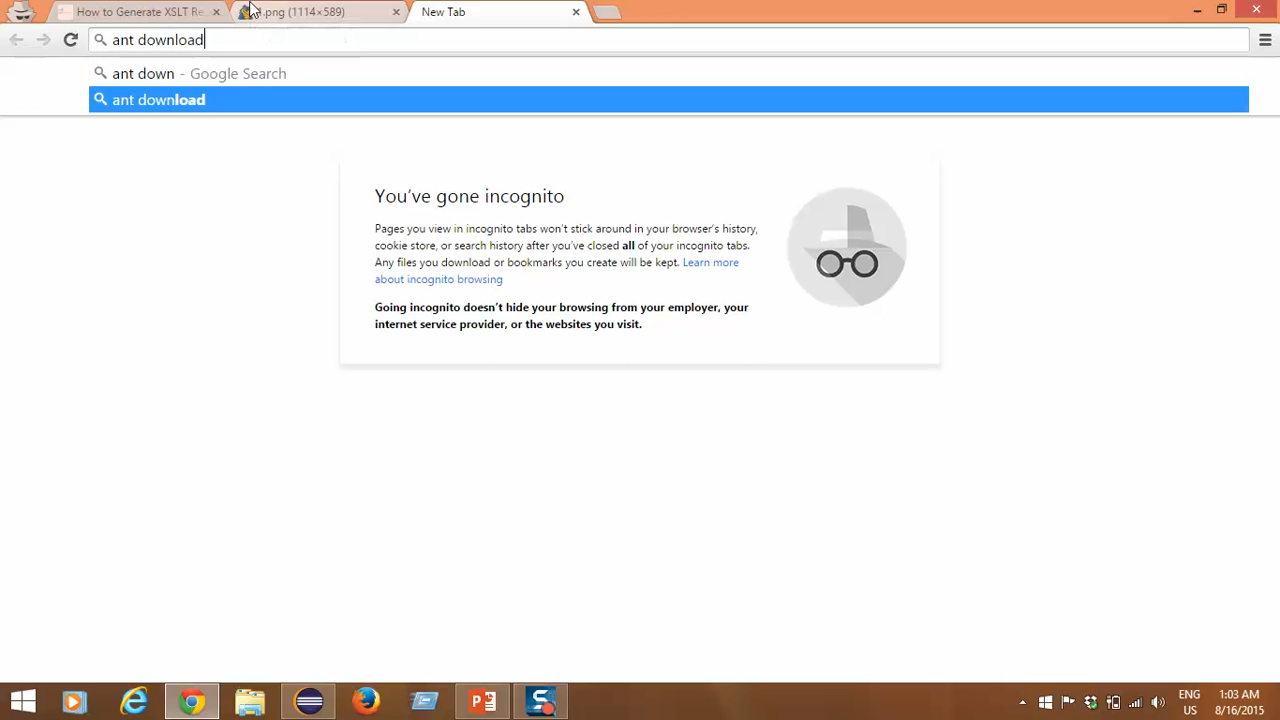 How to Generate XSLT Re
.png (1114×589)
New Tab
ant download
ant down - Google Search
ant download
You've gone incognito
Pages you view in incognito tabs won't stick around in your browser's history,
cookie store, or search history after you've closed all of your incognito tabs.
Any files you download or bookmarks you create will be kept. Learn more
about incognito browsing
Going incognito doesn't hide your browsing from your employer, your
internet service provider, or the websites you visit.
ENG
US
1:03 AM
8/16/2015